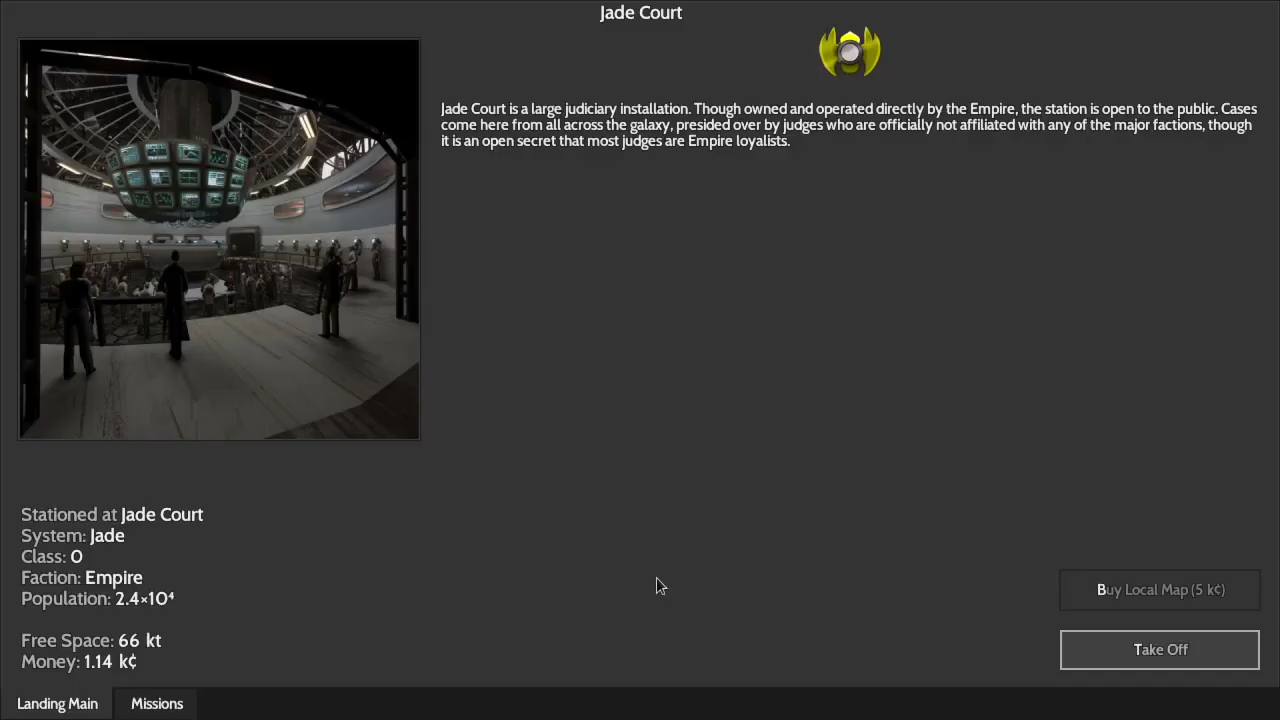 Jade Court
Jade Court is a large judiciary installation. Though owned and operated directly by the Empire, the station is open to the public. Cases
come here from all across the galaxy, presided over by judges who are officially not affiliated with any of the major factions, though
it is an open secret that most judges are Empire loyalists.
Stationed at Jade Court
System: Jade
Class: 0
Faction: Empire
Population: 2.4×10⁴
Free Space: 66 kt
Money: 1.14 k¢
Buy Local Map (5 k¢)
Take Off
Landing Main
Missions